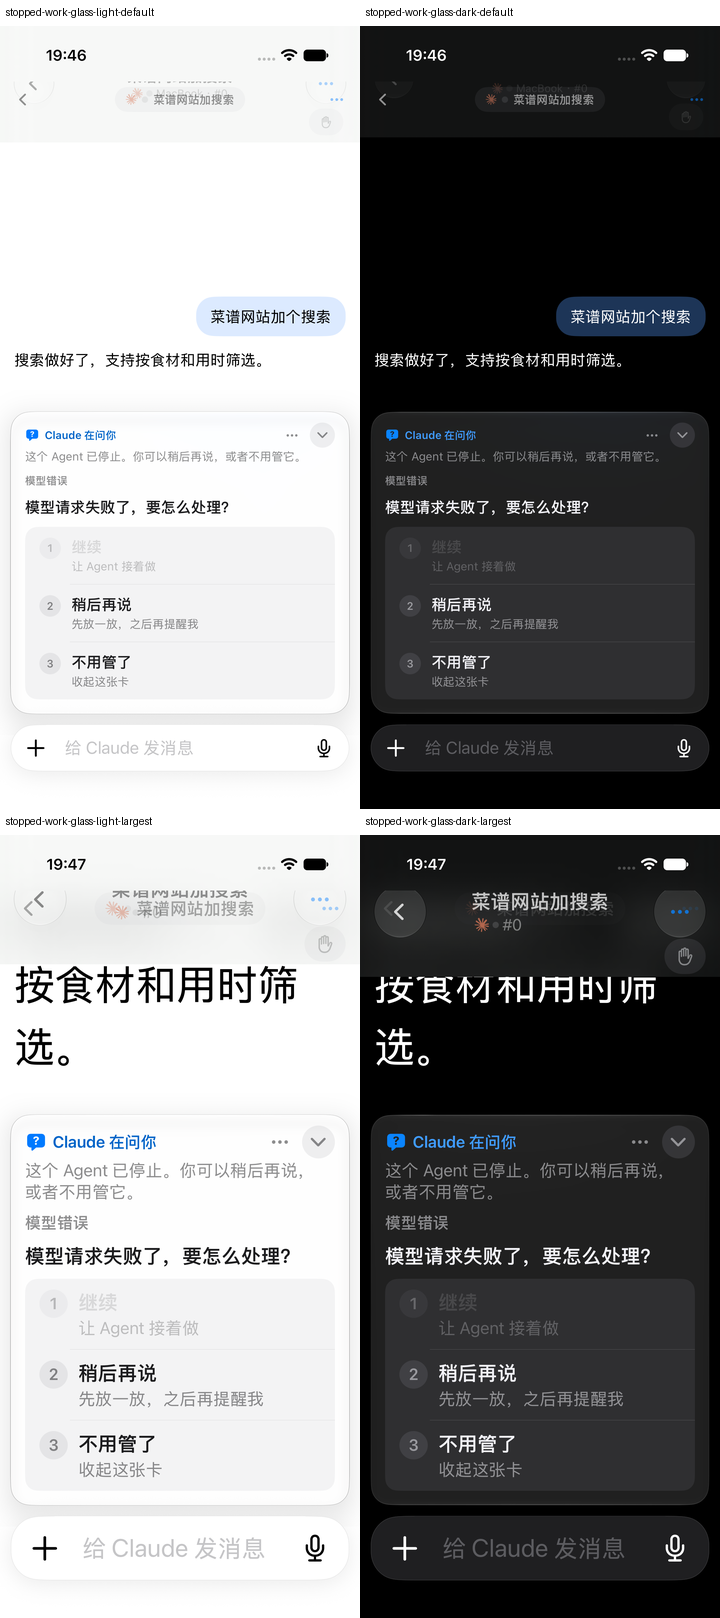 stopped-work-glass-light-default
19:46
菜谱网站加搜索
菜谱网站加个搜索
搜索做好了，支持按食材和用时筛选。
Claude 在问你
这个 Agent 已停止。你可以稍后再说，或者不用管它。
模型错误
模型请求失败了，要怎么处理？
1 继续
让 Agent 接着做
2 稍后再说
先放一放，之后再提醒我
3 不用管了
收起这张卡
给 Claude 发消息
stopped-work-glass-dark-default
19:46
MacBook · #0
菜谱网站加搜索
菜谱网站加个搜索
搜索做好了，支持按食材和用时筛选。
Claude 在问你
这个 Agent 已停止。你可以稍后再说，或者不用管它。
模型错误
模型请求失败了，要怎么处理？
1 继续
让 Agent 接着做
2 稍后再说
先放一放，之后再提醒我
3 不用管了
收起这张卡
给 Claude 发消息
stopped-work-glass-light-largest
19:47
菜谱网站加搜索
#0
菜谱网站加搜索
按食材和用时筛
选。
Claude 在问你
这个 Agent 已停止。你可以稍后再说，
或者不用管它。
模型错误
模型请求失败了，要怎么处理？
1 继续
让 Agent 接着做
2 稍后再说
先放一放，之后再提醒我
3 不用管了
收起这张卡
给 Claude 发消息
stopped-work-glass-dark-largest
19:47
菜谱网站加搜索
#0
按食材和用时筛
选。
Claude 在问你
这个 Agent 已停止。你可以稍后再说，
或者不用管它。
模型错误
模型请求失败了，要怎么处理？
1 继续
让 Agent 接着做
2 稍后再说
先放一放，之后再提醒我
3 不用管了
收起这张卡
给 Claude 发消息